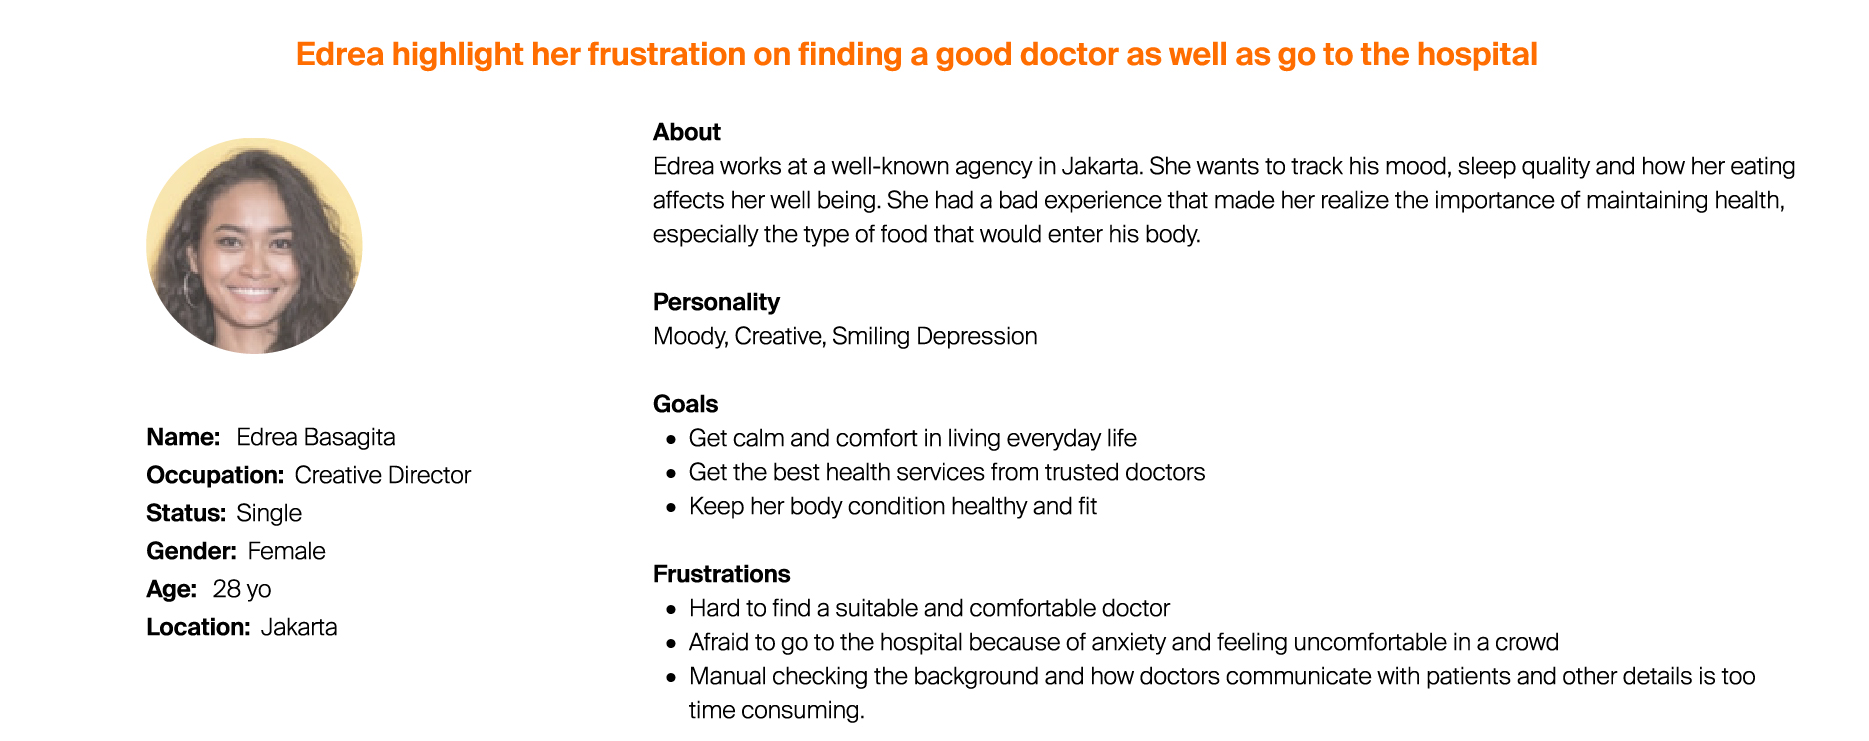 Edrea highlight her frustration on finding a good doctor as well as go to the hospital
Name: Edrea Basagita
Occupation: Creative Director
Status: Single
Gender: Female
Age: 28 yo
Location: Jakarta
About
Edrea works at a well-known agency in Jakarta. She wants to track his mood, sleep quality and how her eating
affects her well being. She had a bad experience that made her realize the importance of maintaining health,
especially the type of food that would enter his body.
Personality
Moody, Creative, Smiling Depression
Goals
• Get calm and comfort in living everyday life
• Get the best health services from trusted doctors
• Keep her body condition healthy and fit
Frustrations
• Hard to find a suitable and comfortable doctor
• Afraid to go to the hospital because of anxiety and feeling uncomfortable in a crowd
• Manual checking the background and how doctors communicate with patients and other details is too
time consuming.